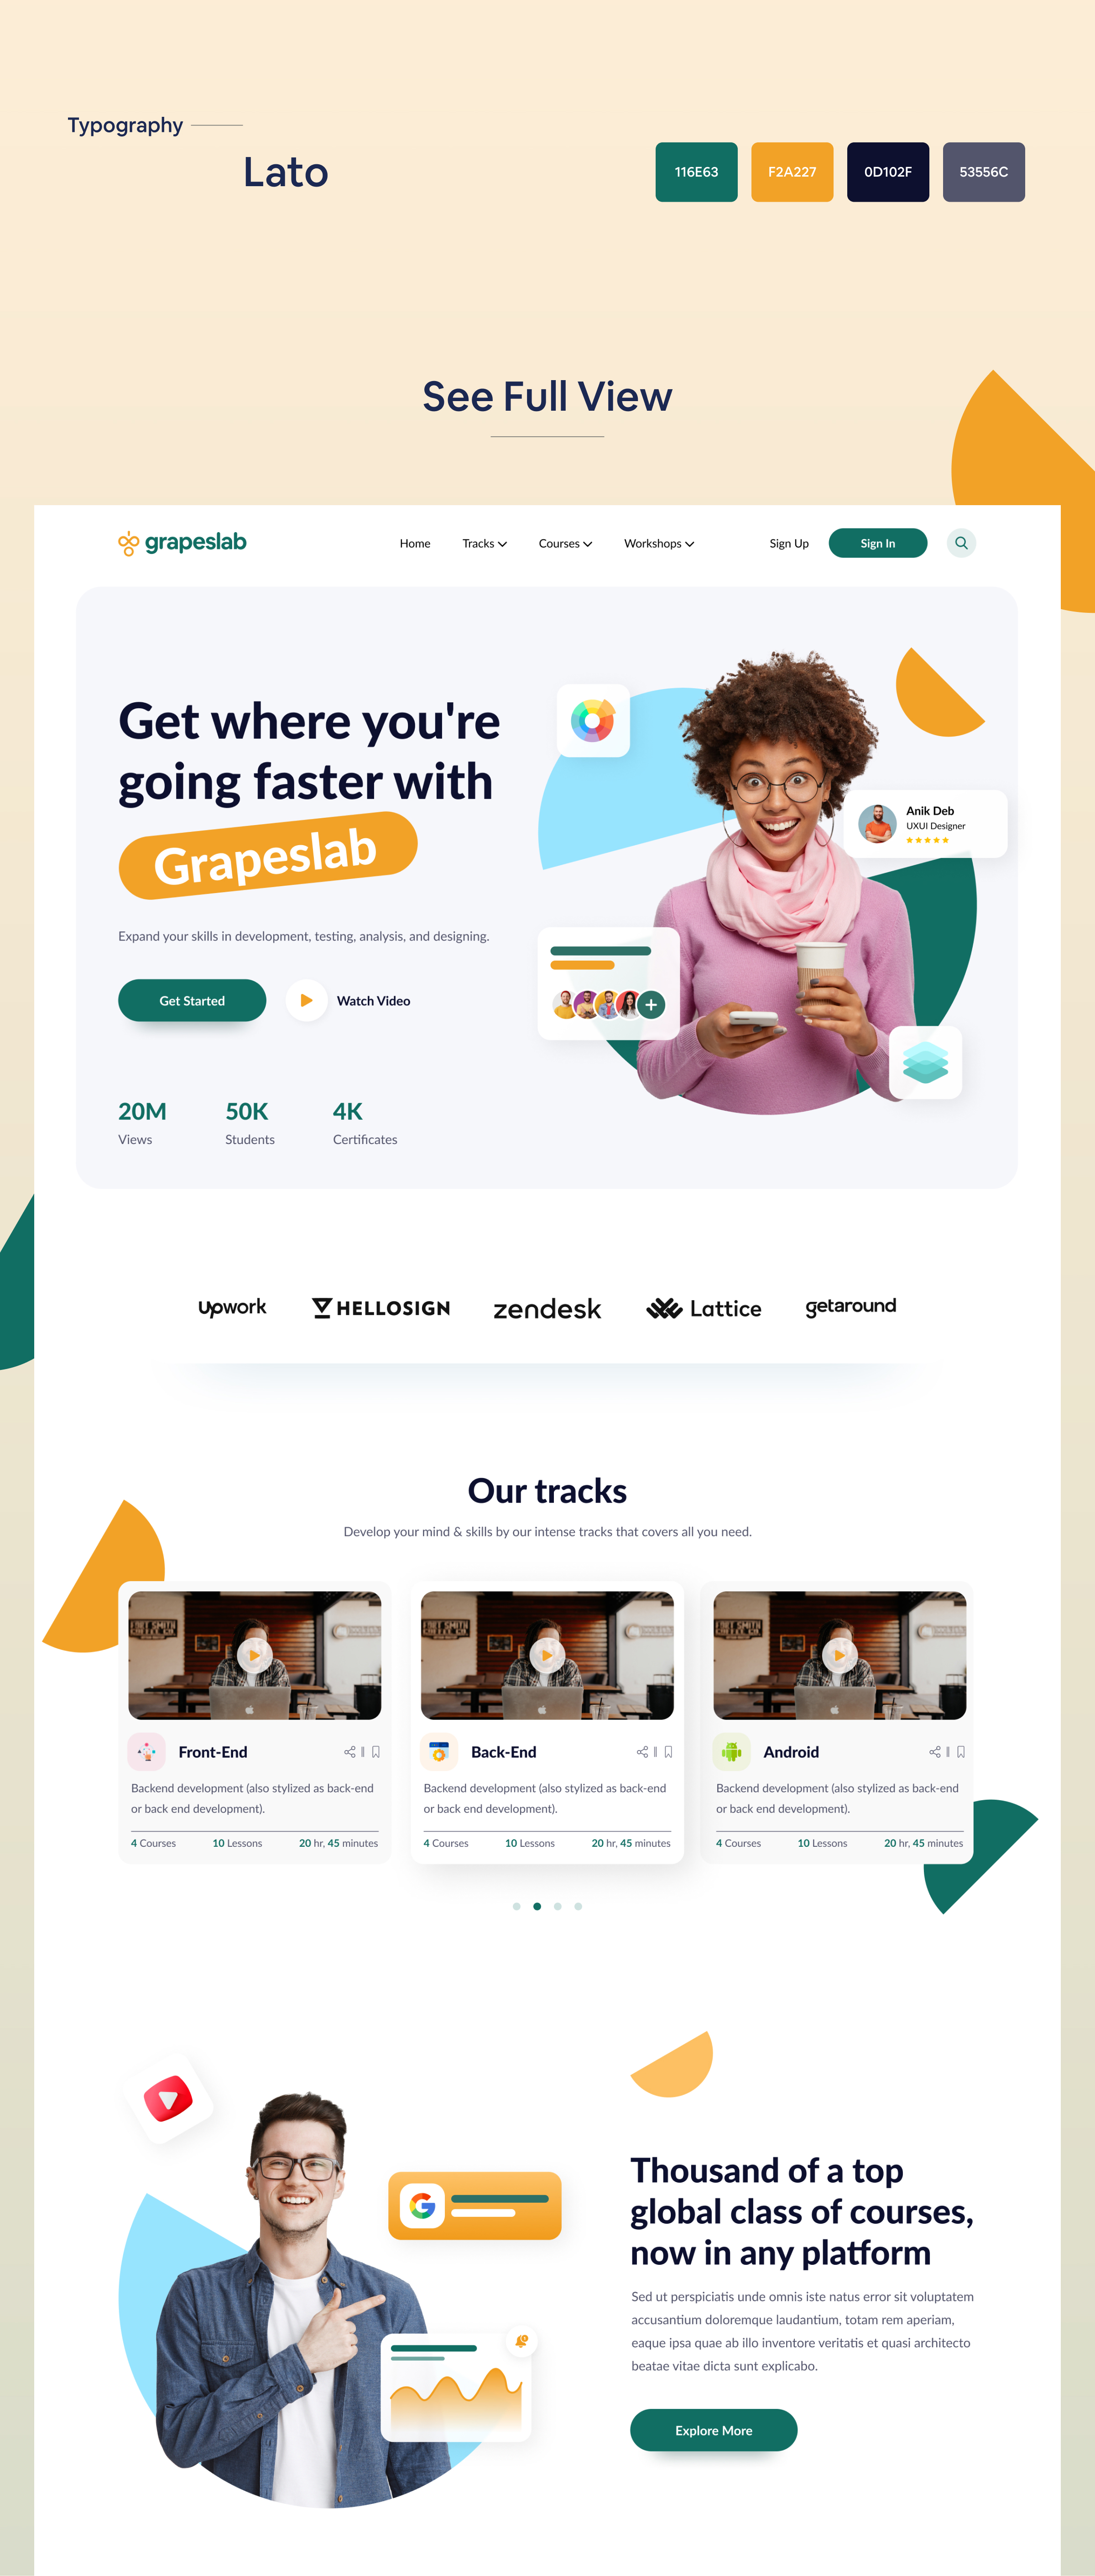 Typography
Lato
116E63
F2A227
0D102F
53556C
See Full View
grapeslab
Home
Tracks
Courses
Workshops
Sign Up
Sign In
Get where you're
going faster with
Grapeslab
Expand your skills in development, testing, analysis, and designing.
Get Started
Watch Video
20M
50K
4K
Views
Students
Certificates
Anik Deb
UXUI Designer
upwork
HELLOSIGN
zendesk
Lattice
getaround
Our tracks
Develop your mind & skills by our intense tracks that covers all you need.
Front-End
Backend development (also stylized as back-end
or back end development).
4 Courses
10 Lessons
20 hr, 45 minutes
Back-End
Backend development (also stylized as back-end
or back end development).
4 Courses
10 Lessons
20 hr, 45 minutes
Android
Backend development (also stylized as back-end
or back end development).
4 Courses
10 Lessons
20 hr, 45 minutes
Thousand of a top
global class of courses,
now in any platform
Sed ut perspiciatis unde omnis iste natus error sit voluptatem
accusantium doloremque laudantium, totam rem aperiam,
eaque ipsa quae ab illo inventore veritatis et quasi architecto
beatae vitae dicta sunt explicabo.
Explore More